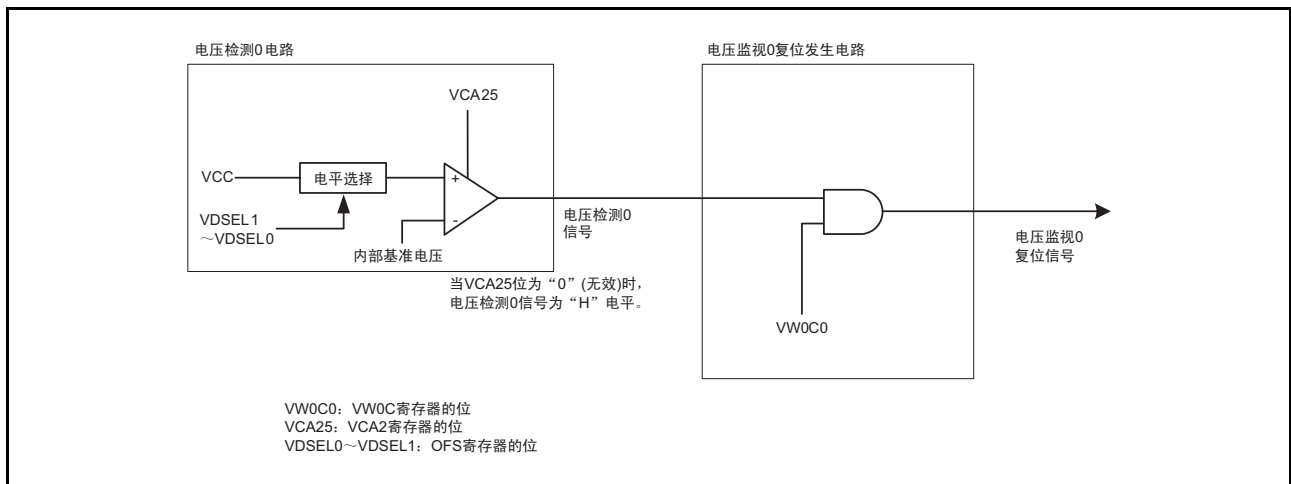 电压检测0电路
电压监视0复位发生电路
VCA25
VCC
电平选择
+
VDSEL1
～VDSEL0
-
内部基准电压
电压检测0
信号
当VCA25位为“0”(无效)时，
电压检测0信号为“H”电平。
VW0C0
电压监视0
复位信号
VW0C0：VW0C寄存器的位
VCA25：VCA2寄存器的位
VDSEL0～VDSEL1：OFS寄存器的位